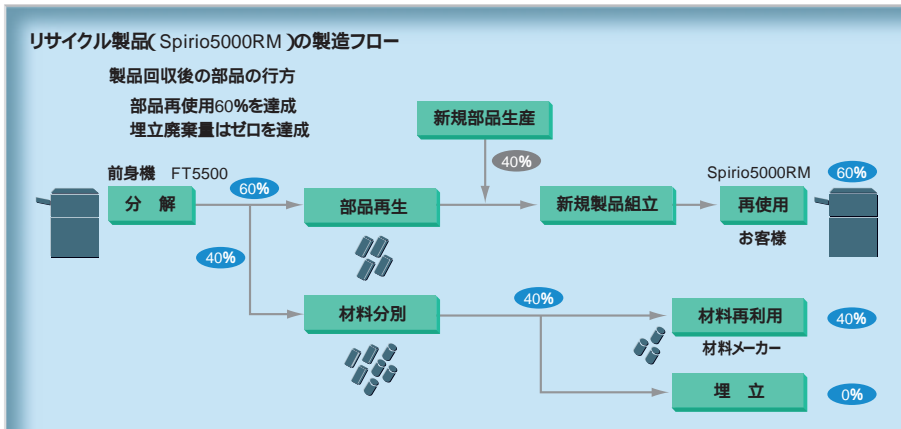 リサイクル製品(Spirio5000RM)の製造フロー
製品回収後の部品の行方
部品再使用60%を達成
埋立廃棄量はゼロを達成
新規部品生産
40%
前身機 FT5500
分 解
60%
部品再生
新規製品組立
Spirio5000RM
60%
再使用
お客様
40%
材料分別
40%
材料再利用
40%
材料メーカー
埋 立
0%